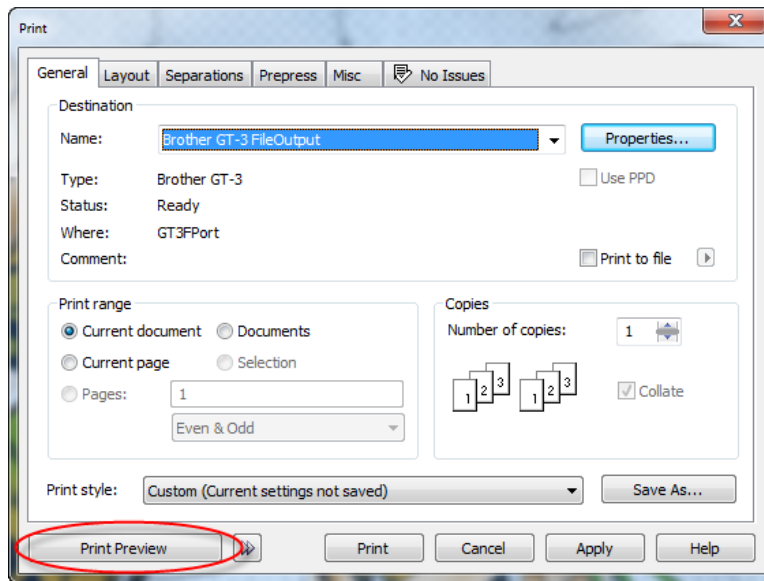 Print
General Layout Separations Prepress Misc No Issues
Destination
Name: Brother GT-3 FileOutput Properties...
Type: Brother GT-3 Use PPD
Status: Ready
Where: GT3FPort
Comment: Print to file
Print range Copies
Current document Documents Number of copies: 1
Current page Selection
1 2 3 1 2 3
Pages: 1 Collate
Even & Odd
Print style: Custom (Current settings not saved) Save As...
Print Preview Print Cancel Apply Help